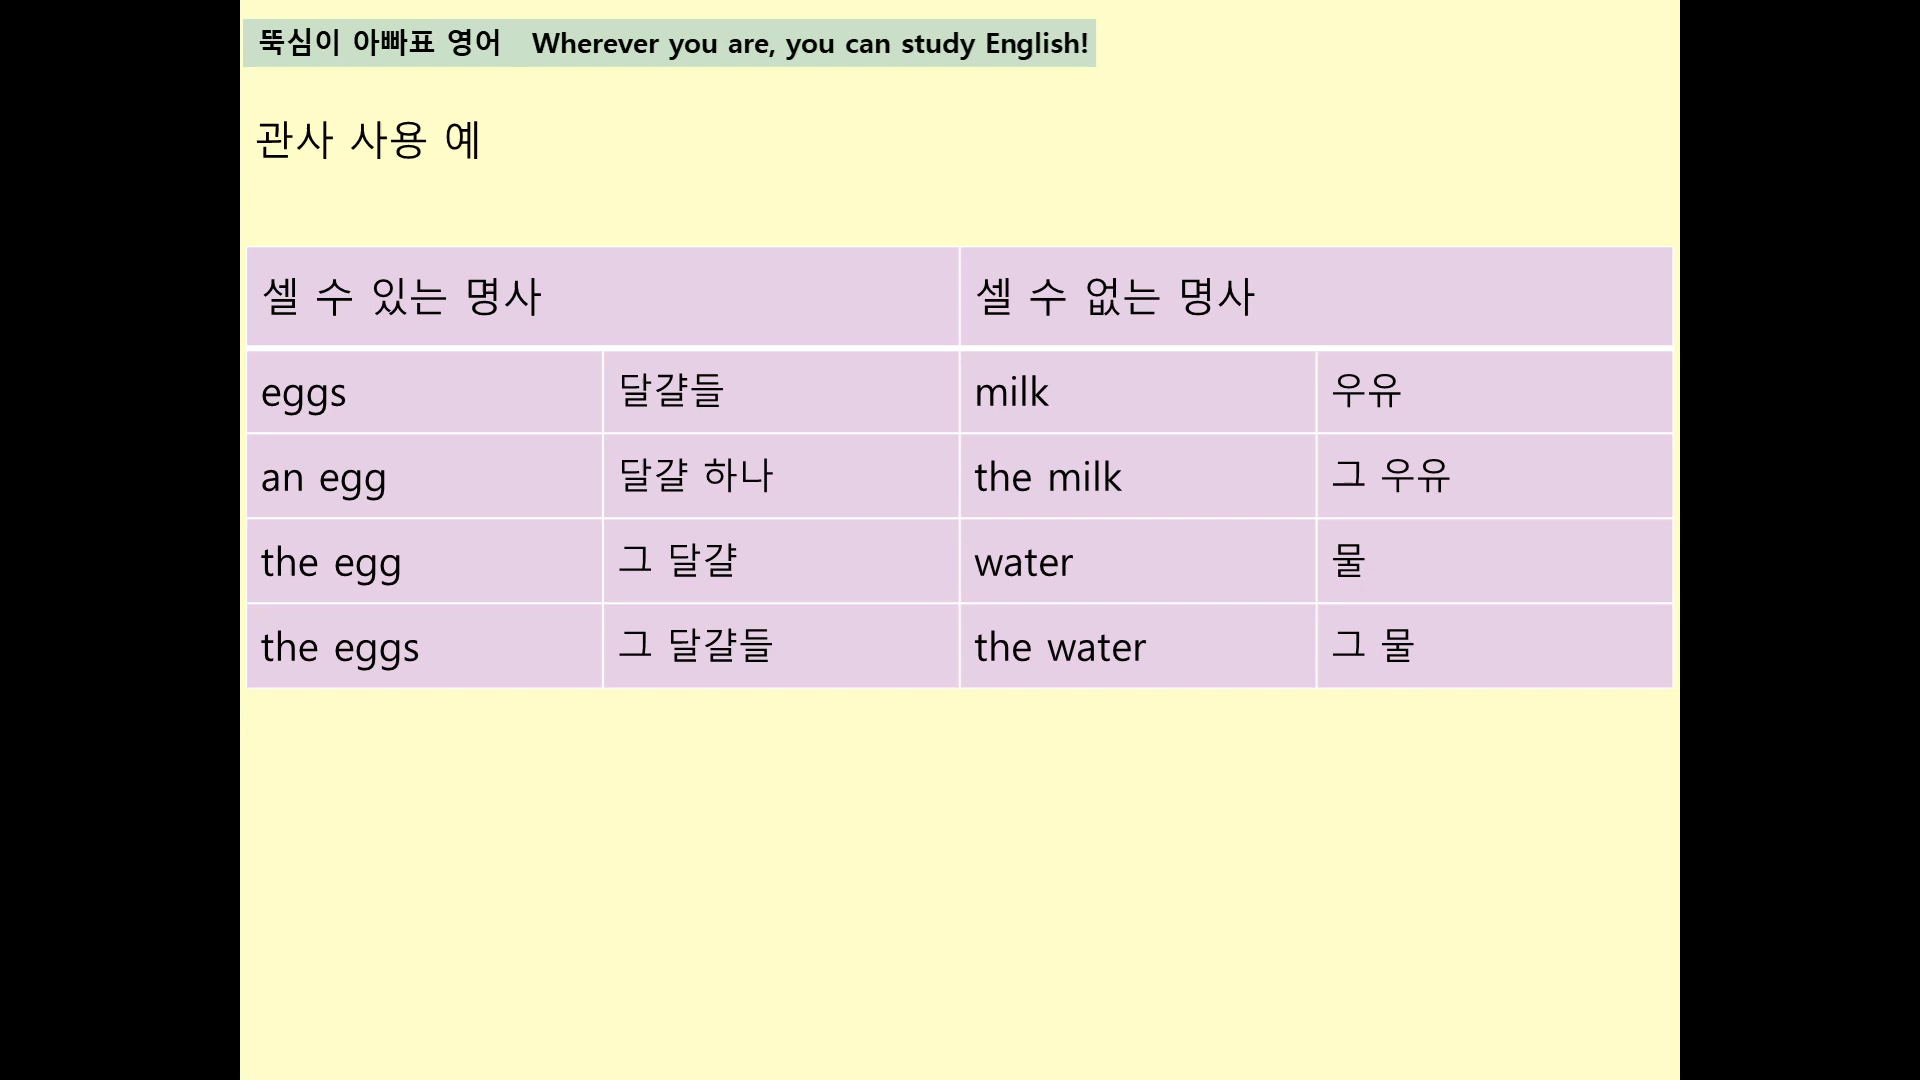 뚝심이 아빠표 영어 Wherever you are, you can study English!
관사 사용 예
셀 수 있는 명사 셀 수 없는 명사
eggs 달걀들 milk 우유
an egg 달걀 하나 the milk 그 우유
the egg 그 달걀 water 물
the eggs 그 달걀들 the water 그 물